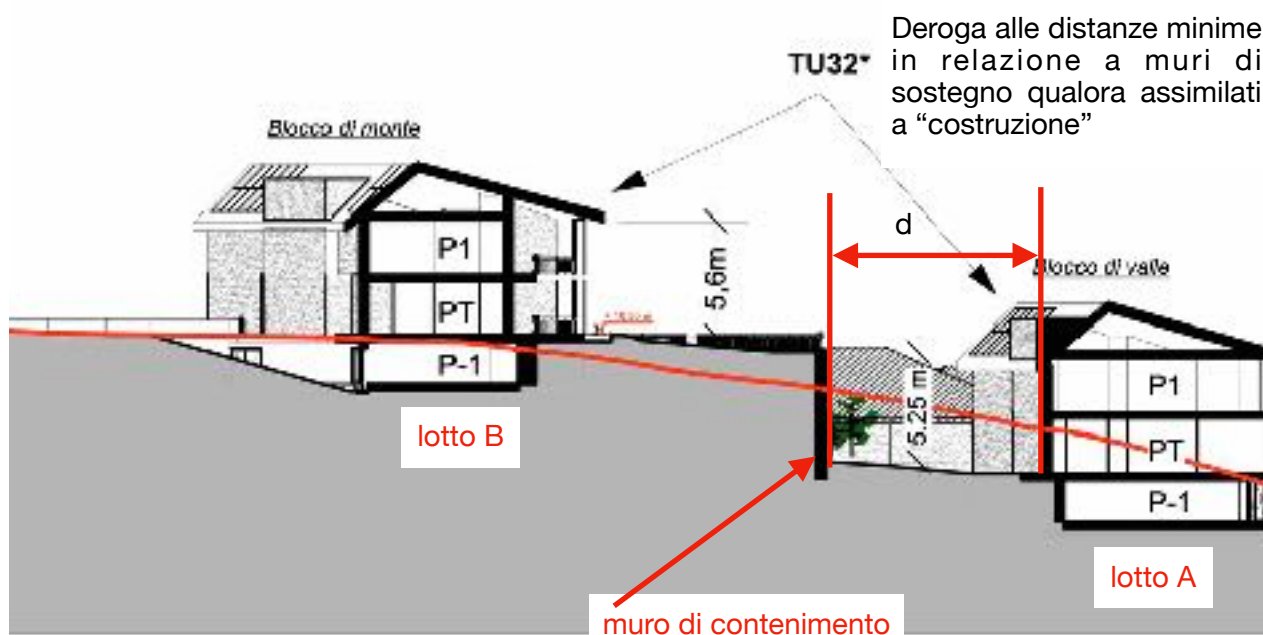 Deroga alle distanze minime
TU32* in relazione a muri di
sostegno qualora assimilati
a “costruzione”
Blocco di monte
d
Blocco di valle
5,6m
P1
PT
P-1
5.25 m
P1
PT
P-1
lotto B
lotto A
muro di contenimento